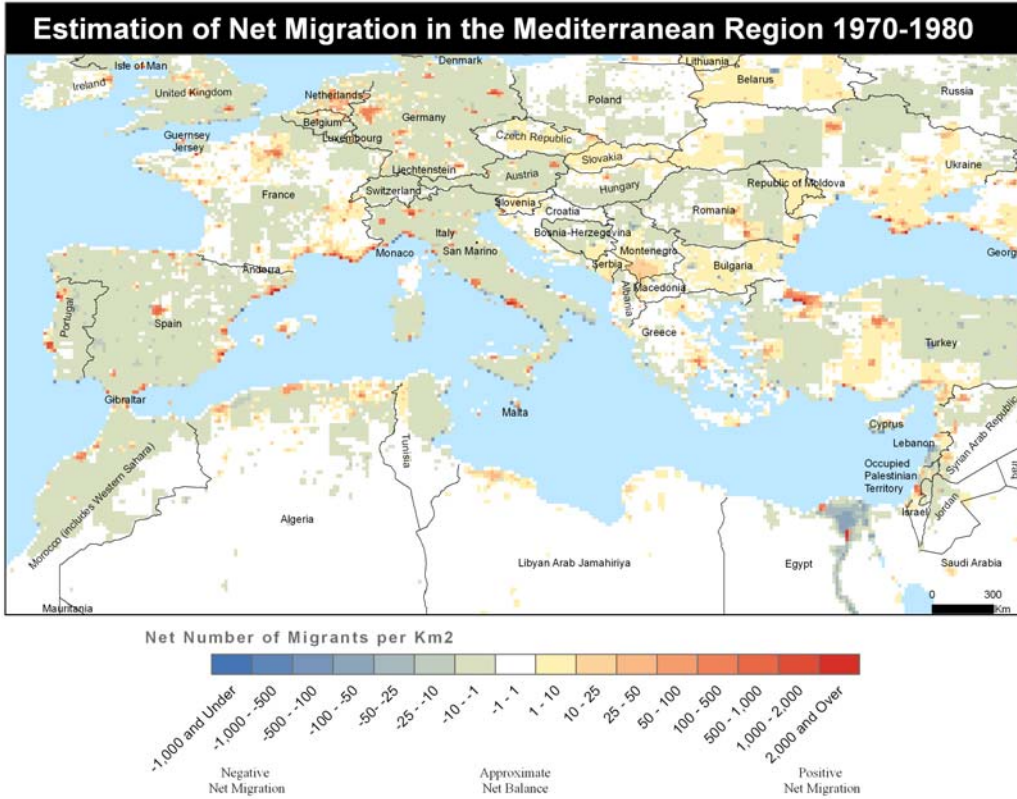 Estimation of Net Migration in the Mediterranean Region 1970-1980
Isle of Man
Denmark
Lithuania
Belarus
Ireland
United Kingdom
Netherlands
Poland
Russia
Belgium
Germany
Guernsey
Jersey
Luxembourg
Czech Republic
Slovakia
Ukraine
Liechtenstein
Austria
France
Switzerland
Hungary
Republic of Moldova
Slovenia
Croatia
Romania
Italy
Bosnia-Herzegovina
Monaco
San Marino
Montenegro
Georg
Andorra
Serbia
Bulgaria
Macedonia
Albania
Portugal
Spain
Greece
Turkey
Gibraltar
Malta
Cyprus
Syrian Arab Republic
Lebanon
Tunisia
Occupied
Palestinian
Territory
Iraq
Morocco (includes Western Sahara)
Israel
Jordan
Algeria
Libyan Arab Jamahiriya
Egypt
Saudi Arabia
Mauritania
0 300
Km
Net Number of Migrants per Km2
-1,000 and Under
-1,000 - -500
-500 - -100
-100 - -50
-50 - -25
-25 - -10
-10 - -1
-1 - 1
1 - 10
10 - 25
25 - 50
50 - 100
100 - 500
500 - 1,000
1,000 - 2,000
2,000 and Over
Negative
Net Migration
Approximate
Net Balance
Positive
Net Migration